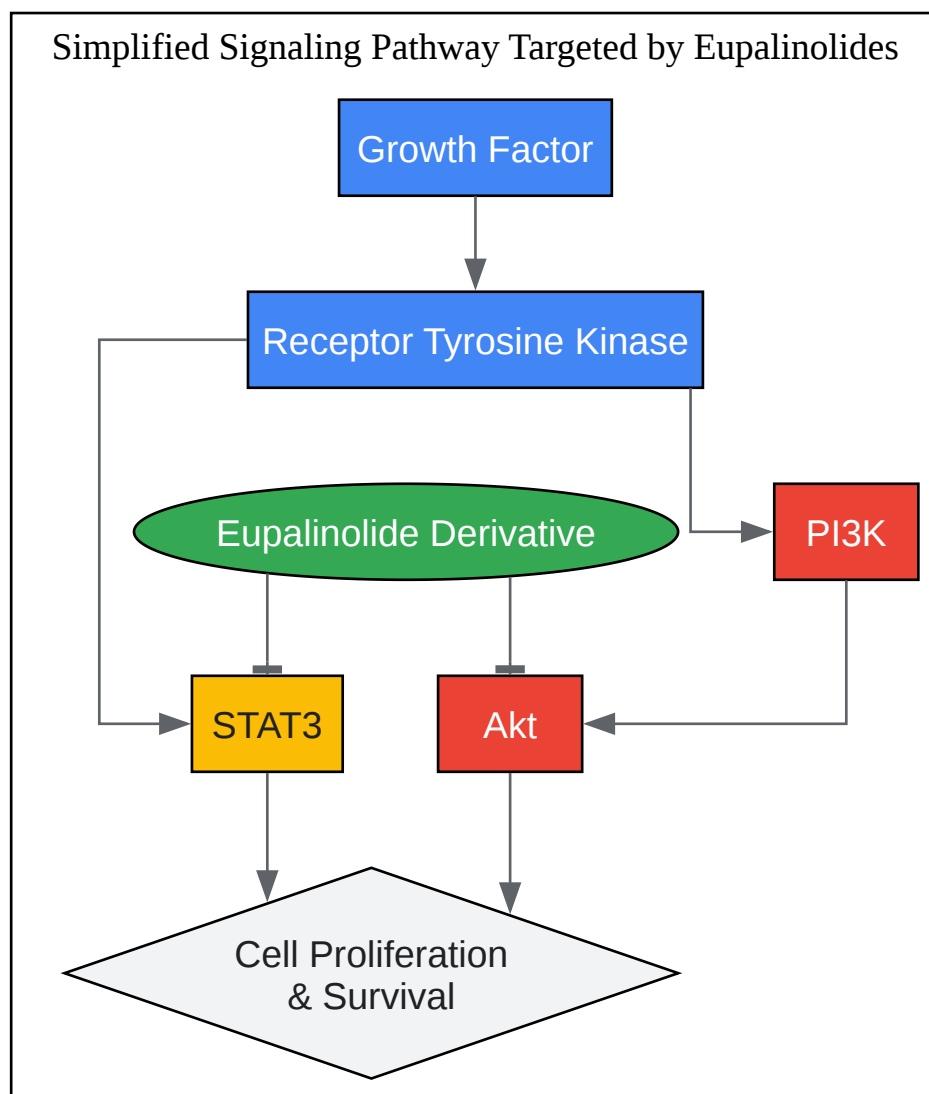 Simplified Signaling Pathway Targeted by Eupalinolides
Growth Factor
Receptor Tyrosine Kinase
Eupalinolide Derivative
PI3K
STAT3
Akt
Cell Proliferation
& Survival